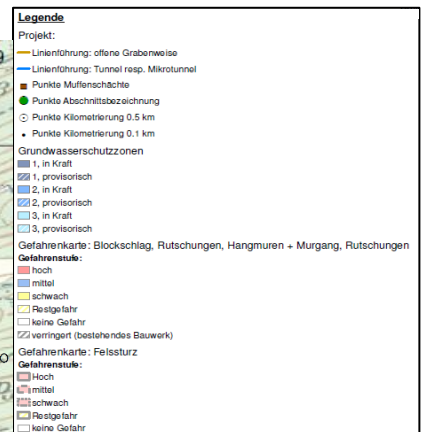 Legende
Projekt:
Linienführung: offene Grabenweise
Linienführung: Tunnel resp. Mikrotunnel
Punkte Muffenschächte
Punkte Abschnittsbezeichnung
Punkte Kilometrierung 0.5 km
Punkte Kilometrierung 0.1 km
Grundwasserschutzzonen
1, in Kraft
1, provisorisch
2, in Kraft
2, provisorisch
3, in Kraft
3, provisorisch
Gefahrenkarte: Blockschlag, Rutschungen, Hangmuren + Murgang, Rutschungen
Gefahrenstufe:
hoch
mittel
schwach
Restgefahr
keine Gefahr
verringert (bestehendes Bauwerk)
Gefahrenkarte: Felssturz
Gefahrenstufe:
Hoch
mittel
schwach
Restgefahr
keine Gefahr